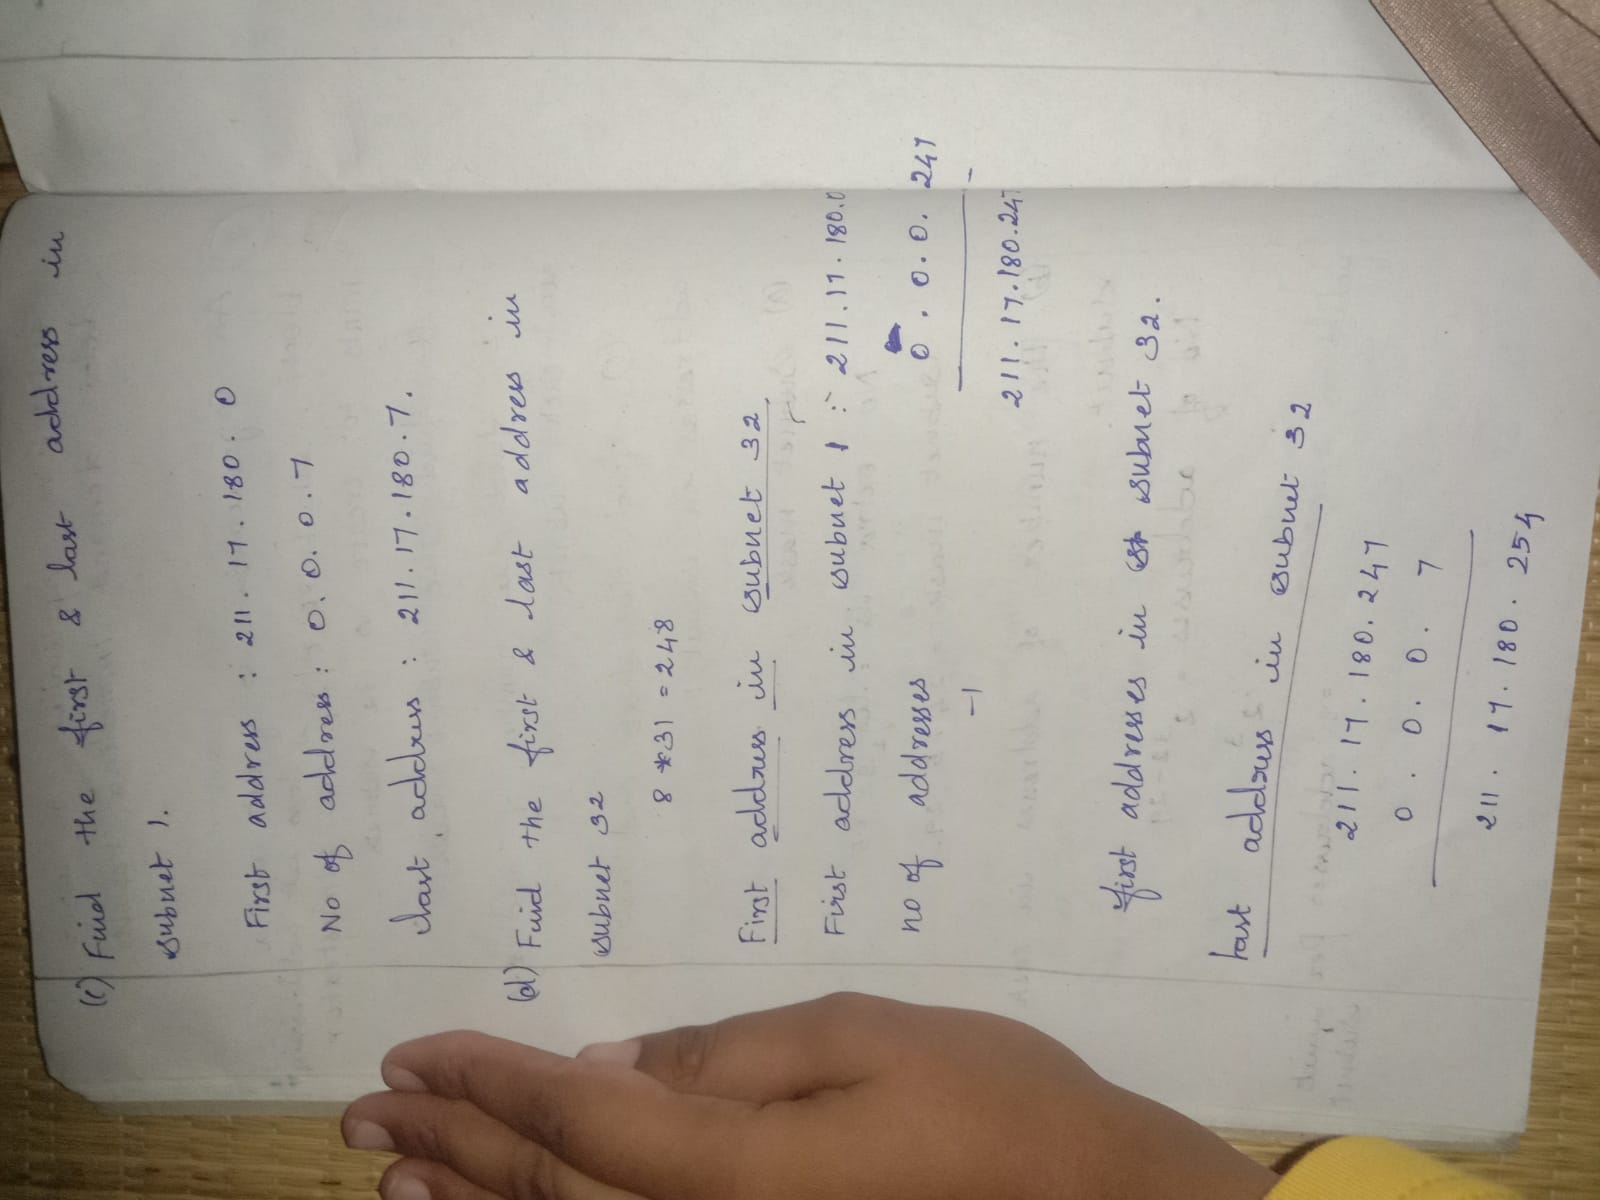 (c) Find the first & last address in
subnet 1.
First address : 211. 17. 180. 0
No of address : 0. 0. 0. 7
last address : 211. 17. 180. 7.
(d) Find the first & last address in
subnet 32
8 * 31 = 248
First address in subnet 32
First address in subnet 1 :- 211. 17. 180. 0
no of addresses 0 . 0. 0. 247
-1
211. 17. 180. 247
first addresses in subnet 32.
last address in subnet 32
211. 17. 180. 247
0 . 0. 0. 7
211. 17. 180. 254